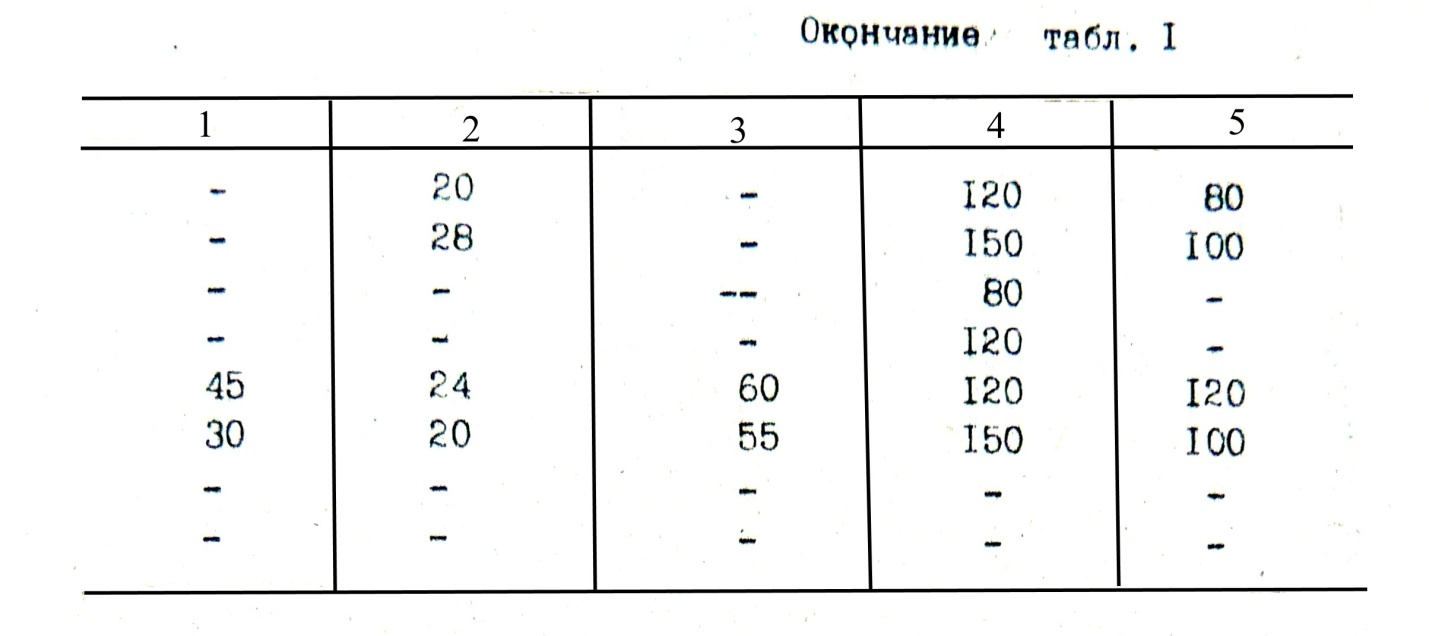 Окончание табл. I
1 2 3 4 5
- 20 - I20 80
- 28 - I50 I00
- - -- 80 -
- - - I20 -
45 24 60 I20 I20
30 20 55 I50 I00
- - - - -
- - - - -